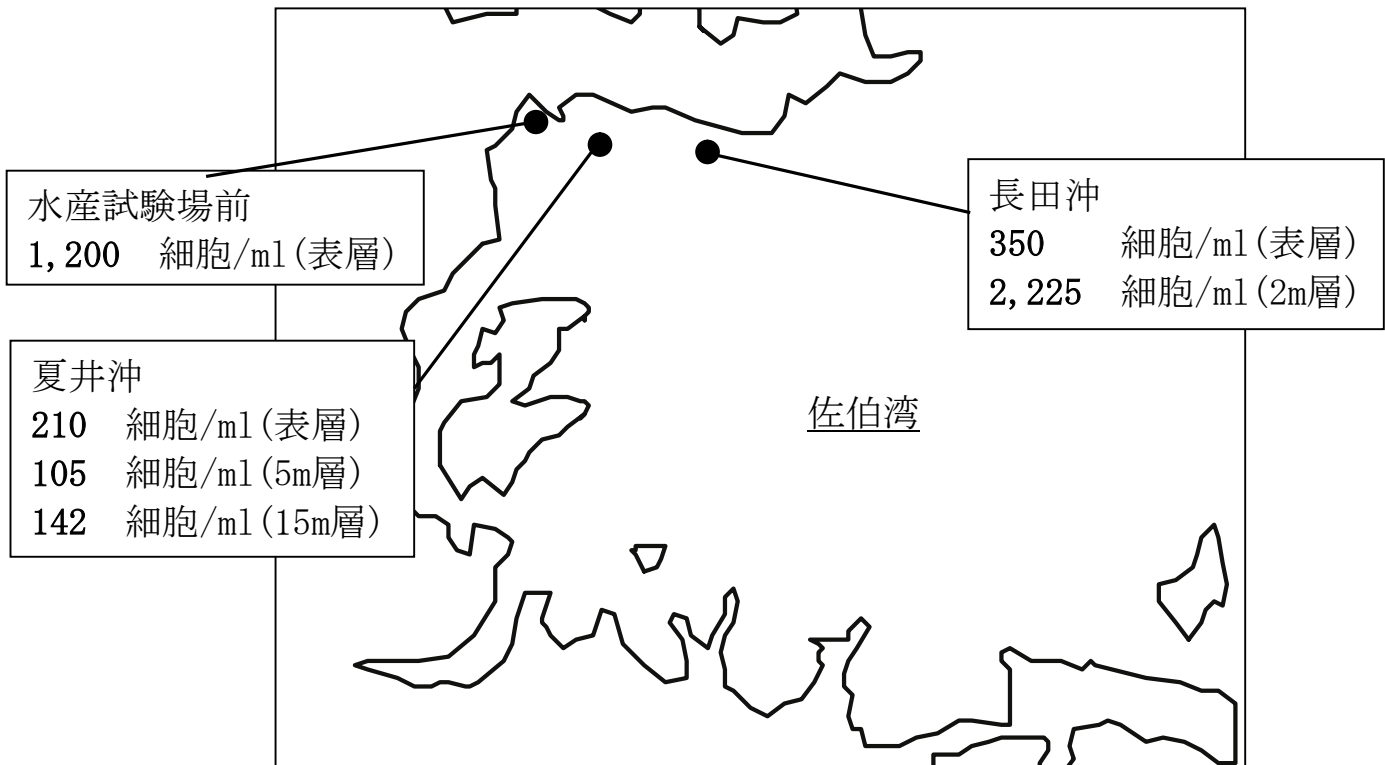 水産試験場前
1,200 細胞/ml(表層)
長田沖
350 細胞/ml(表層)
2,225 細胞/ml(2m層)
夏井沖
210 細胞/ml(表層)
105 細胞/ml(5m層)
142 細胞/ml(15m層)
佐伯湾